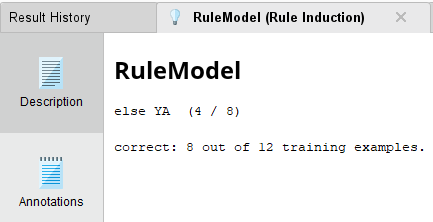 Result History
RuleModel (Rule Induction)
Description
Annotations
RuleModel
else YA  (4 / 8)
correct: 8 out of 12 training examples.